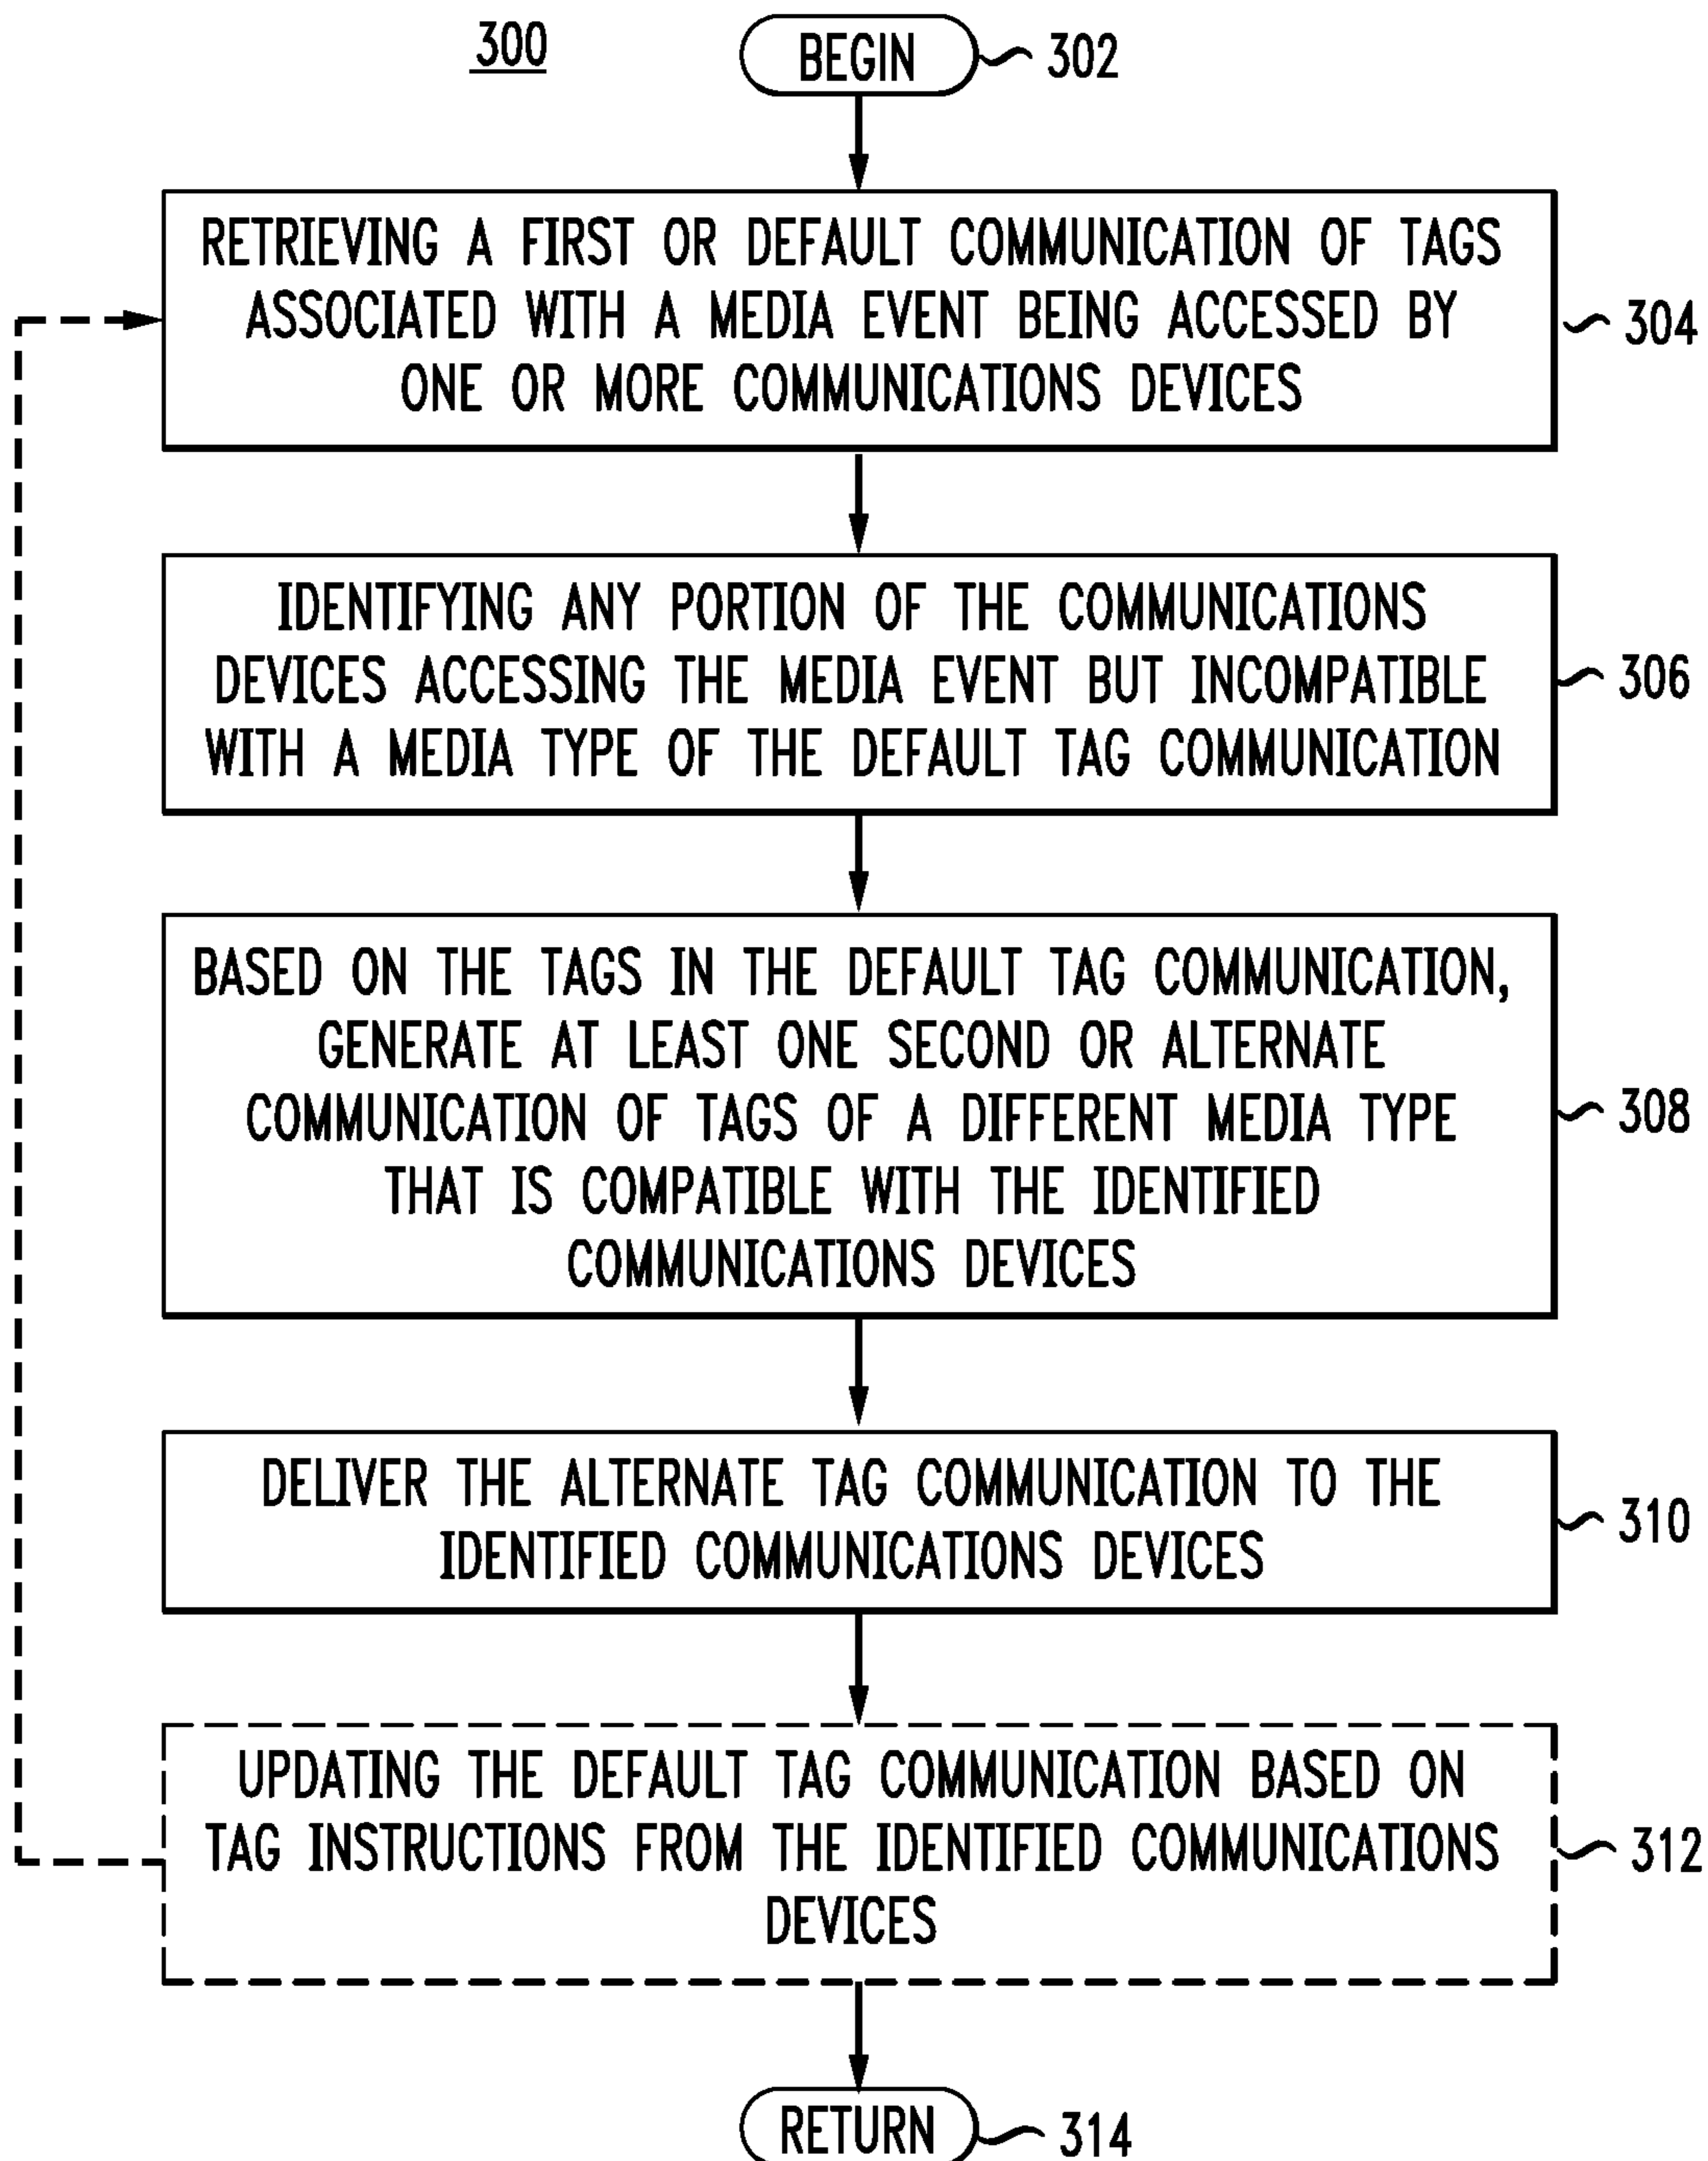 300
BEGIN
302
RETRIEVING A FIRST OR DEFAULT COMMUNICATION OF TAGS
ASSOCIATED WITH A MEDIA EVENT BEING ACCESSED BY
ONE OR MORE COMMUNICATIONS DEVICES
304
IDENTIFYING ANY PORTION OF THE COMMUNICATIONS
DEVICES ACCESSING THE MEDIA EVENT BUT INCOMPATIBLE
WITH A MEDIA TYPE OF THE DEFAULT TAG COMMUNICATION
306
BASED ON THE TAGS IN THE DEFAULT TAG COMMUNICATION,
GENERATE AT LEAST ONE SECOND OR ALTERNATE
COMMUNICATION OF TAGS OF A DIFFERENT MEDIA TYPE
THAT IS COMPATIBLE WITH THE IDENTIFIED
COMMUNICATIONS DEVICES
308
DELIVER THE ALTERNATE TAG COMMUNICATION TO THE
IDENTIFIED COMMUNICATIONS DEVICES
310
UPDATING THE DEFAULT TAG COMMUNICATION BASED ON
TAG INSTRUCTIONS FROM THE IDENTIFIED COMMUNICATIONS
DEVICES
312
RETURN
314